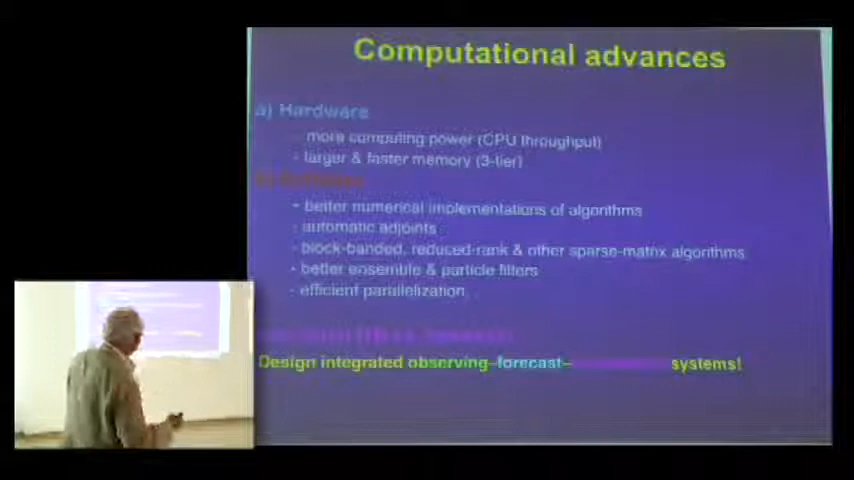 Computational advances
a) Hardware
- more computing power (CPU throughput)
- larger & faster memory (3-tier)
b) Software
- better numerical implementations of algorithms
- automatic adjoints
- block-banded, reduced-rank & other sparse-matrix algorithms
- better ensemble & particle filters
- efficient parallelization
Design integrated observing–forecast– systems!